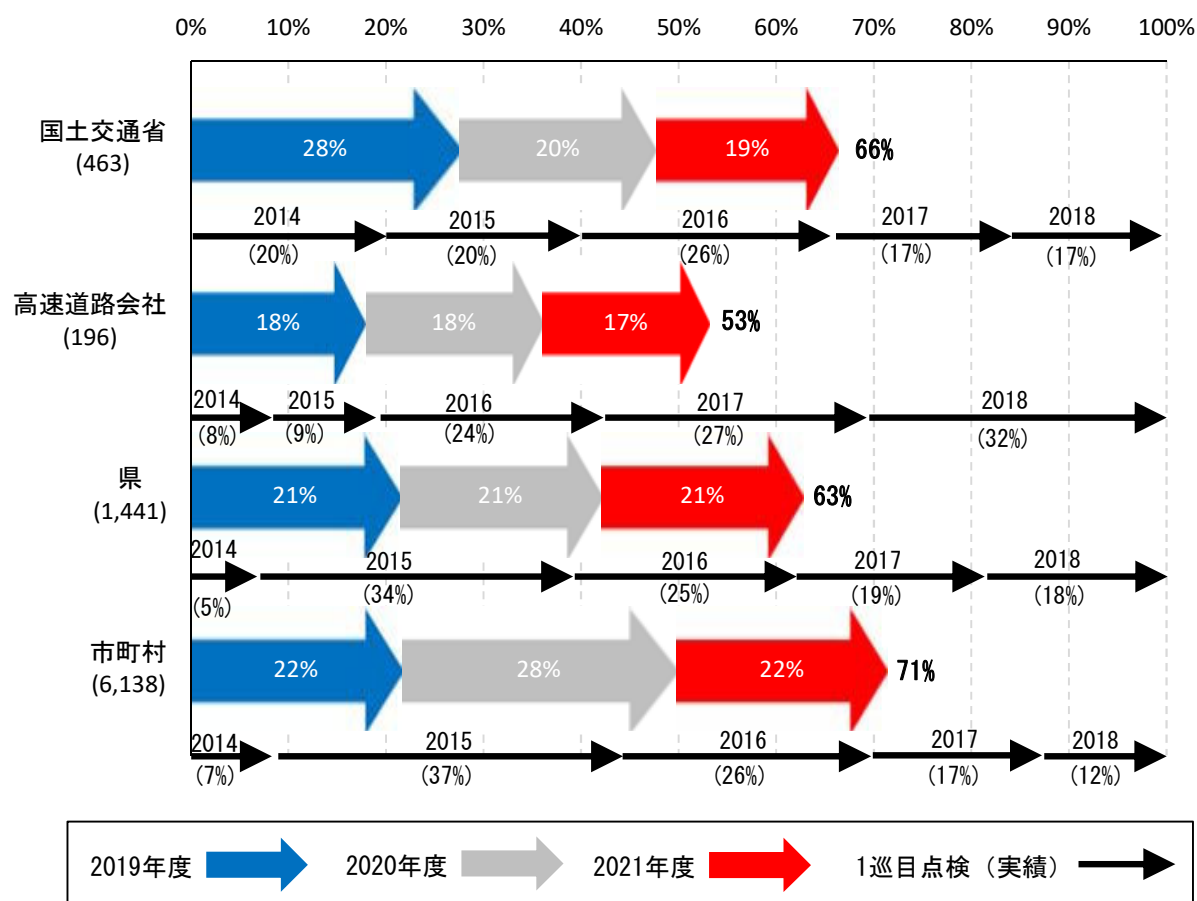 0% 10% 20% 30% 40% 50% 60% 70% 80% 90% 100%
国土交通省
(463)
28% 20% 19% 66%
2014 2015 2016 2017 2018
(20%) (20%) (26%) (17%) (17%)
高速道路会社
(196)
18% 18% 17% 53%
2014 2015 2016 2017 2018
(8%) (9%) (24%) (27%) (32%)
県
(1,441)
21% 21% 21% 63%
2014 2015 2016 2017 2018
(5%) (34%) (25%) (19%) (18%)
市町村
(6,138)
22% 28% 22% 71%
2014 2015 2016 2017 2018
(7%) (37%) (26%) (17%) (12%)
2019年度 2020年度 2021年度 1巡目点検（実績）